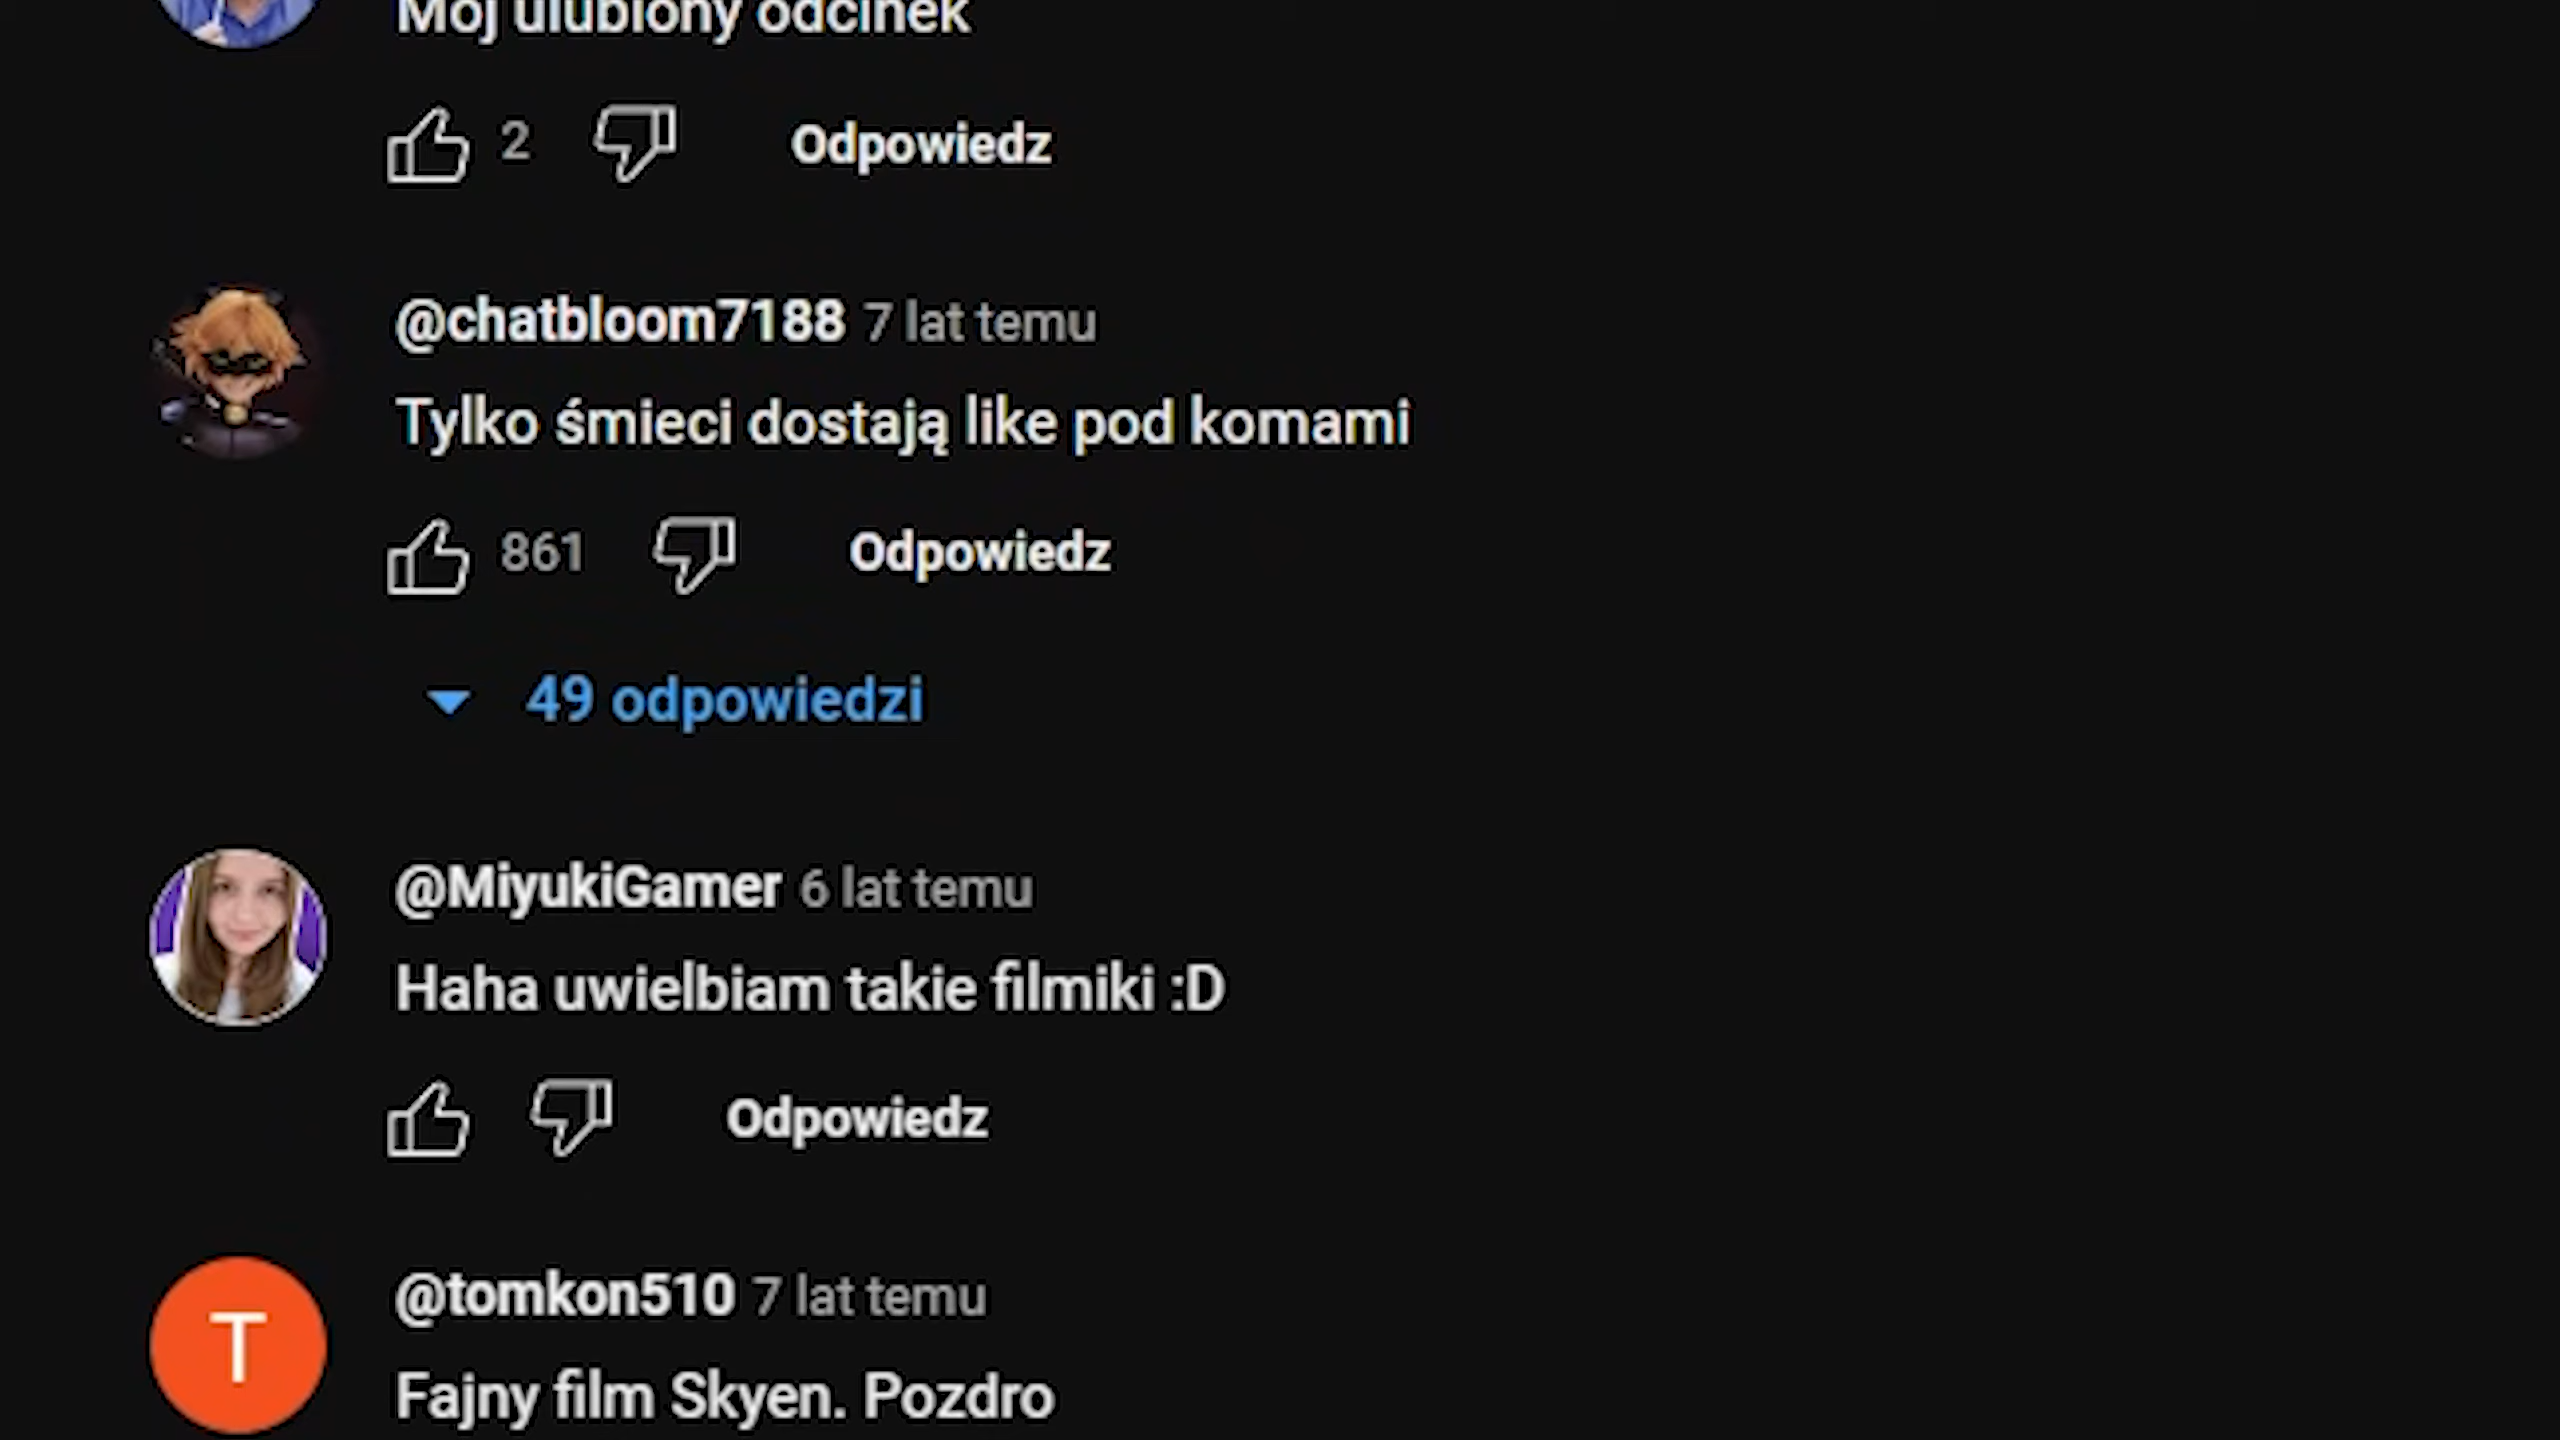 Mój ulubiony odcinek
2 Odpowiedz
@chatbloom7188 7 lat temu
Tylko śmieci dostają like pod komami
861 Odpowiedz
49 odpowiedzi
@MiyukiGamer 6 lat temu
Haha uwielbiam takie filmiki :D
Odpowiedz
T
@tomkon510 7 lat temu
Fajny film Skyen. Pozdro